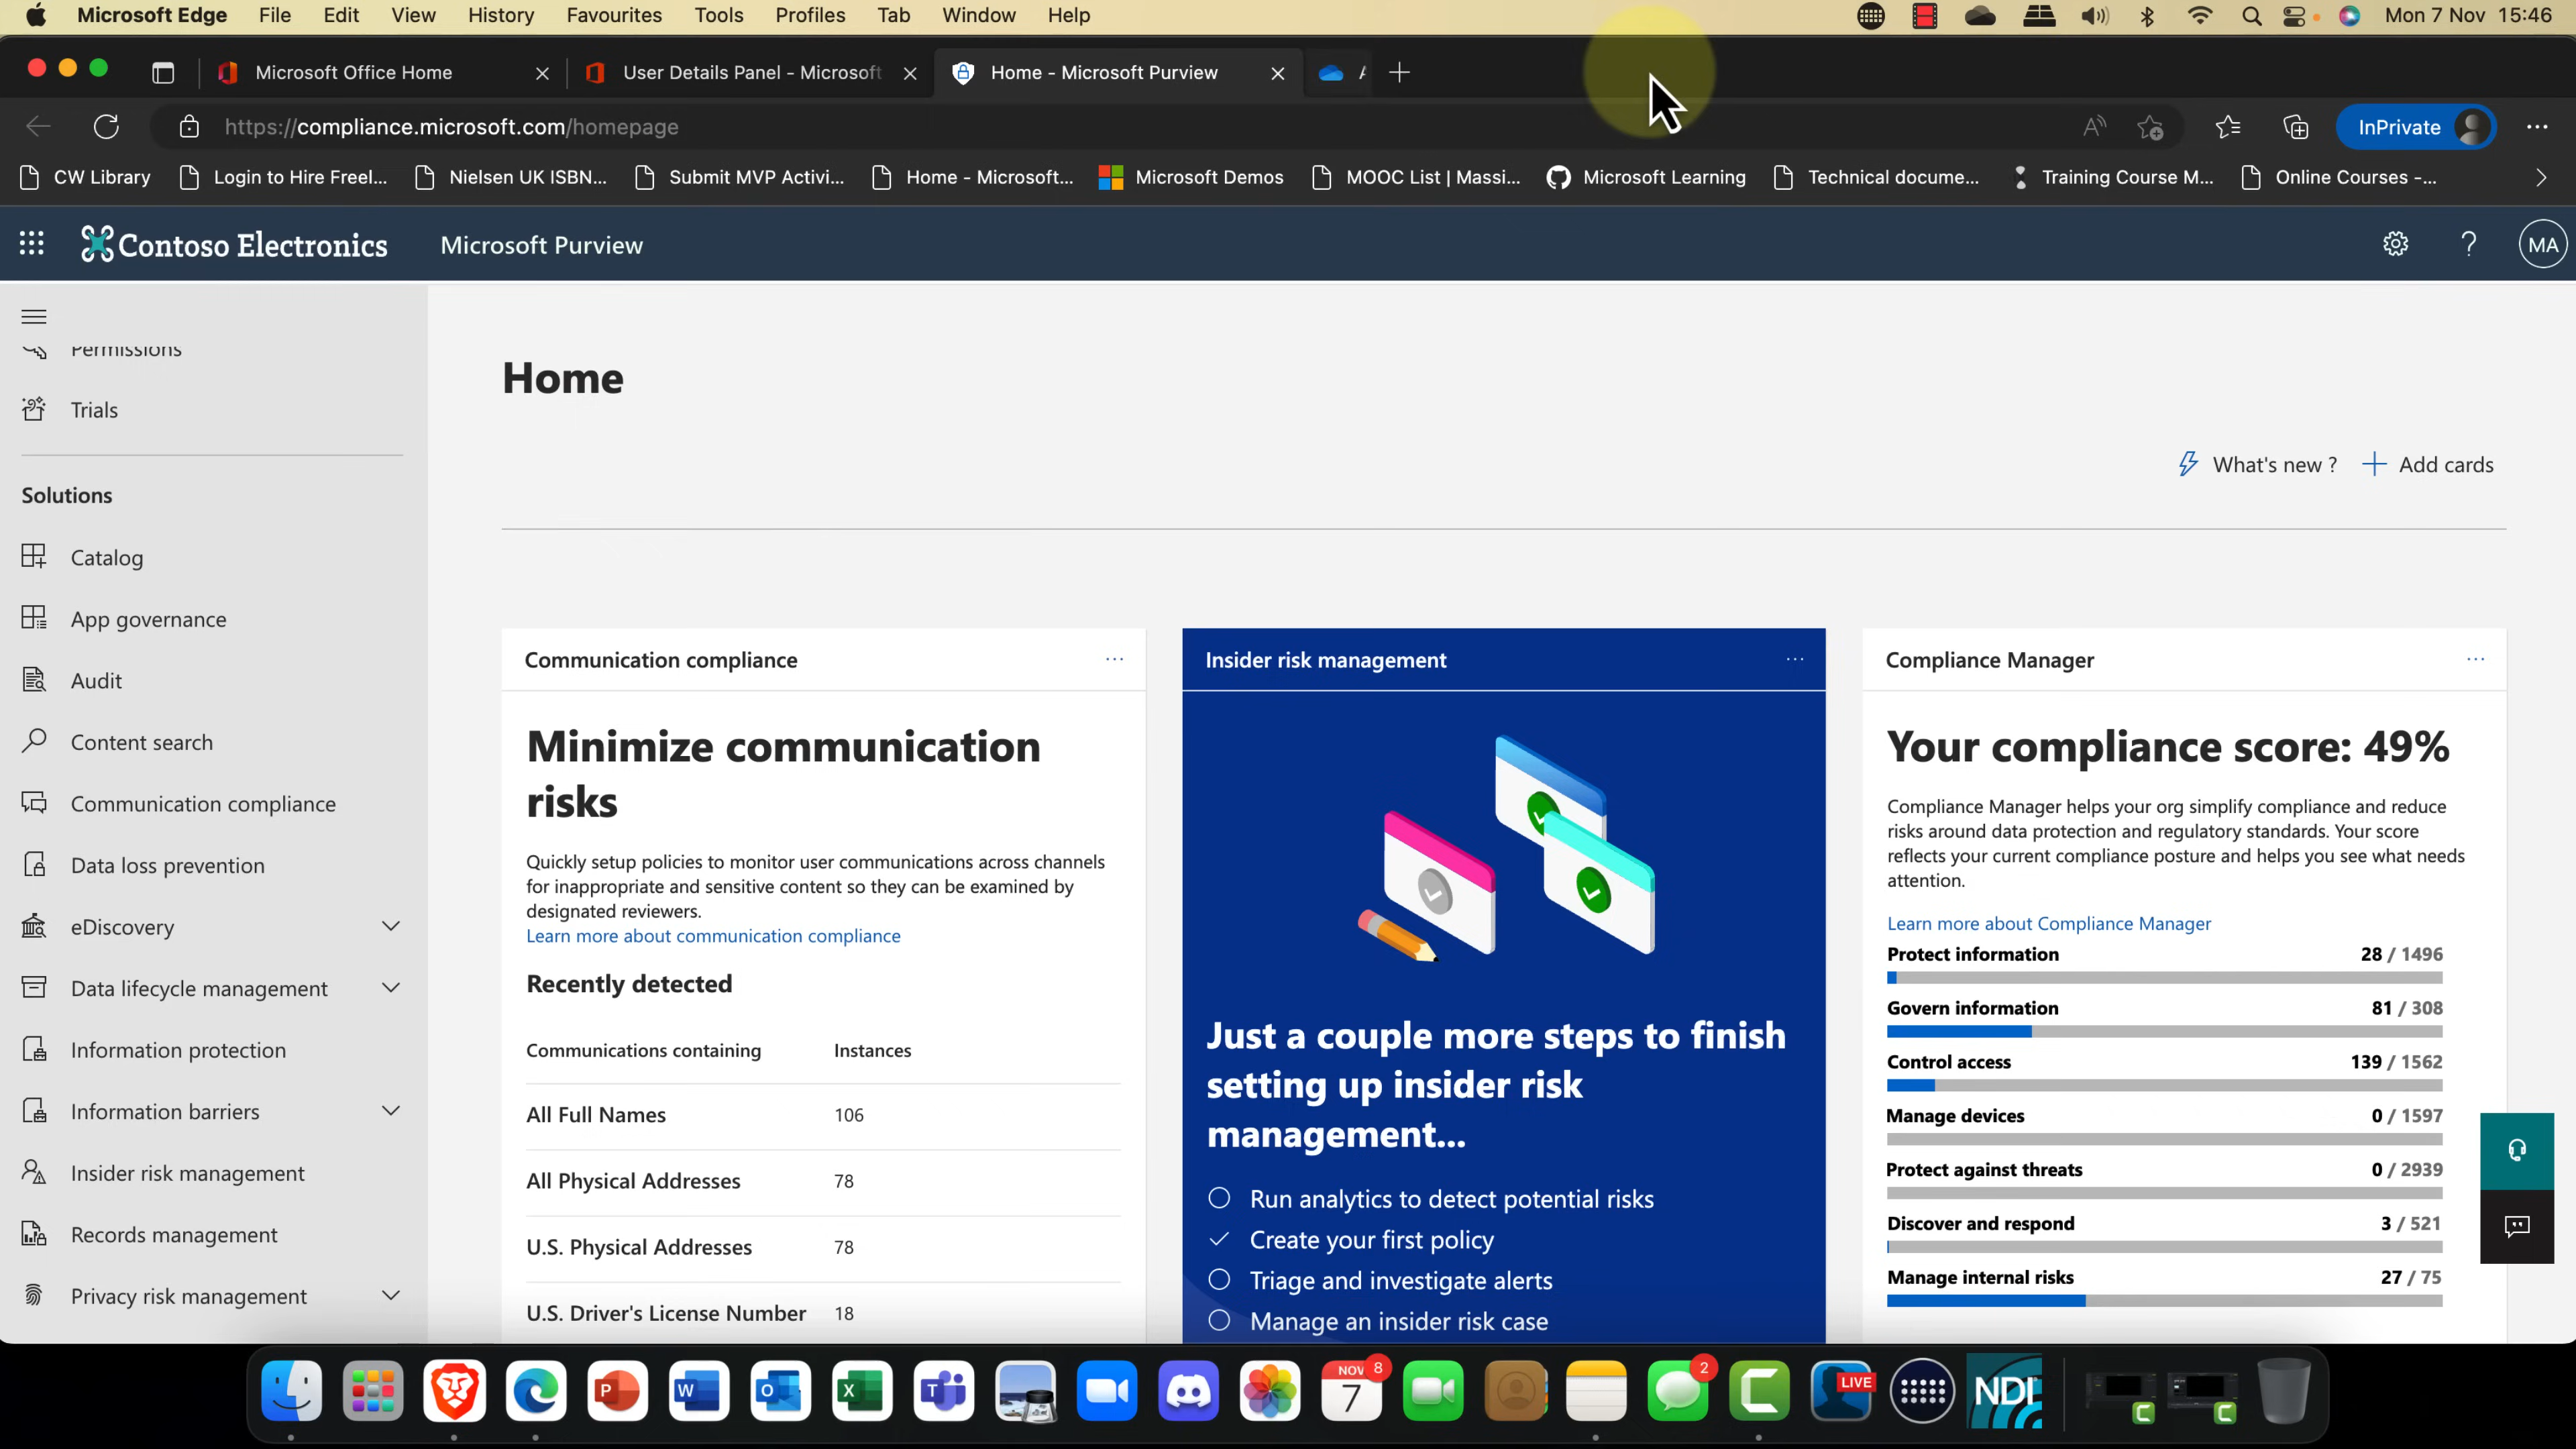 Microsoft Edge File Edit View History Favourites Tools Profiles Tab Window Help Mon 7 Nov 15:46
Microsoft Office Home User Details Panel - Microsoft Home - Microsoft Purview
https://compliance.microsoft.com/homepage InPrivate
CW Library Login to Hire Freel... Nielsen UK ISBN... Submit MVP Activi... Home - Microsoft... Microsoft Demos MOOC List | Massi... Microsoft Learning Technical docume... Training Course M... Online Courses -...
Contoso Electronics Microsoft Purview MA
Permissions
Trials
Solutions
Catalog
App governance
Audit
Content search
Communication compliance
Data loss prevention
eDiscovery
Data lifecycle management
Information protection
Information barriers
Insider risk management
Records management
Privacy risk management
Home
What's new ? Add cards
Communication compliance
Minimize communication
risks
Quickly setup policies to monitor user communications across channels
for inappropriate and sensitive content so they can be examined by
designated reviewers.
Learn more about communication compliance
Recently detected
Communications containing Instances
All Full Names 106
All Physical Addresses 78
U.S. Physical Addresses 78
U.S. Driver's License Number 18
Insider risk management
Just a couple more steps to finish
setting up insider risk
management...
Run analytics to detect potential risks
Create your first policy
Triage and investigate alerts
Manage an insider risk case
Compliance Manager
Your compliance score: 49%
Compliance Manager helps your org simplify compliance and reduce
risks around data protection and regulatory standards. Your score
reflects your current compliance posture and helps you see what needs
attention.
Learn more about Compliance Manager
Protect information 28 / 1496
Govern information 81 / 308
Control access 139 / 1562
Manage devices 0 / 1597
Protect against threats 0 / 2939
Discover and respond 3 / 521
Manage internal risks 27 / 75
P W O X T NOV 7 8 2 C LIVE NDI C C